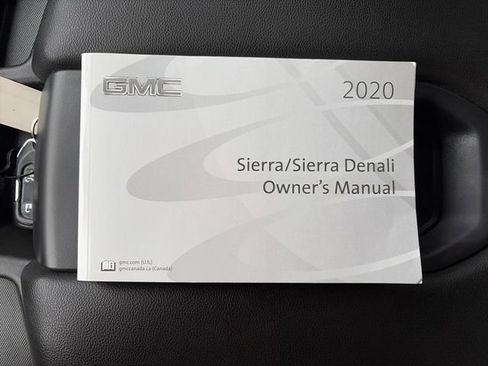 GMC
2020
Sierra/Sierra Denali
Owner's Manual
gmc.com (U.S.)
gmccanada.ca (Canada)